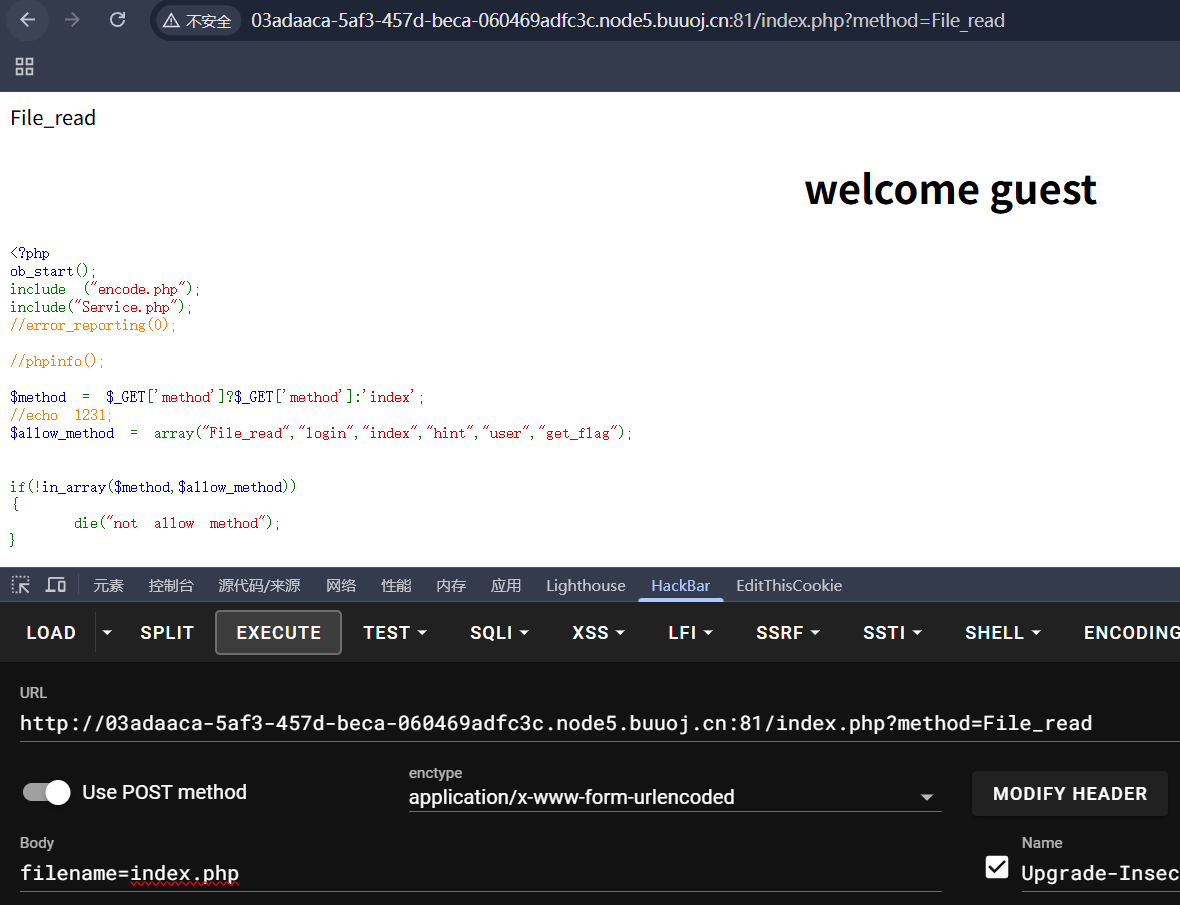 不安全 03adaaca-5af3-457d-beca-060469adfc3c.node5.buuoj.cn:81/index.php?method=File_read
File_read
welcome guest
<?php
ob_start();
include ("encode.php");
include("Service.php");
//error_reporting(0);
//phpinfo();
$method = $_GET['method']?$_GET['method']:'index';
//echo 1231;
$allow_method = array("File_read","login","index","hint","user","get_flag");
if(!in_array($method,$allow_method))
{
die("not allow method");
}
元素 控制台 源代码/来源 网络 性能 内存 应用 Lighthouse HackBar EditThisCookie
LOAD SPLIT EXECUTE TEST SQLI XSS LFI SSRF SSTI SHELL ENCODING
URL
http://03adaaca-5af3-457d-beca-060469adfc3c.node5.buuoj.cn:81/index.php?method=File_read
Use POST method
enctype
application/x-www-form-urlencoded
MODIFY HEADER
Body
filename=index.php
Name
Upgrade-Insec